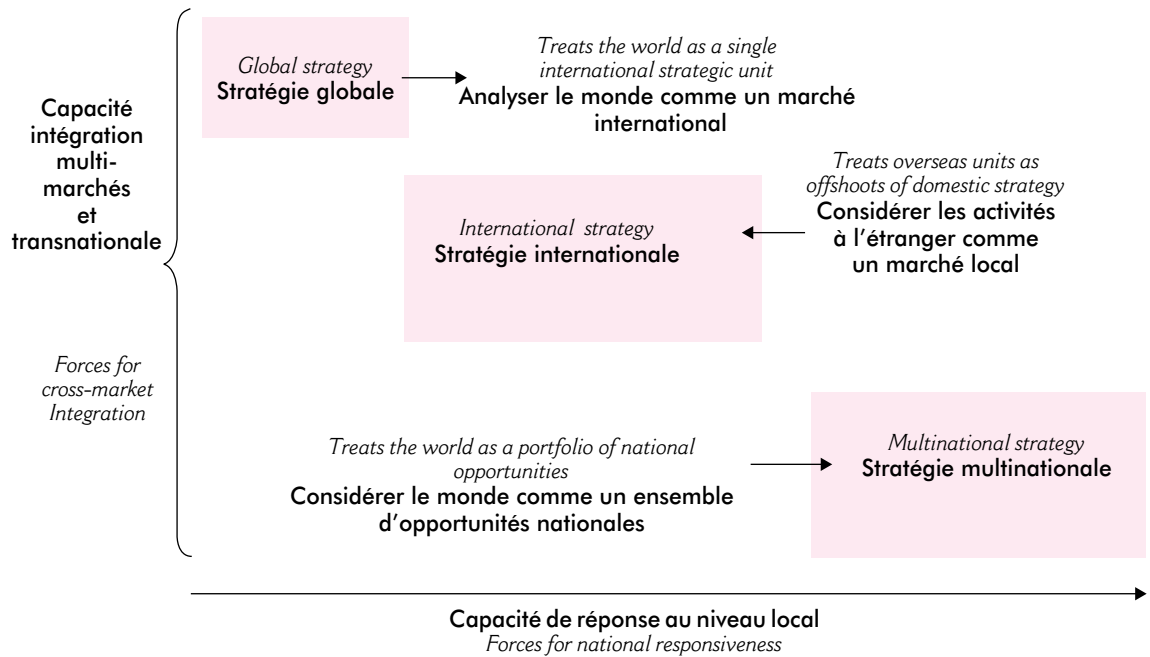 Global strategy
Stratégie globale
Treats the world as a single
international strategic unit
Analyser le monde comme un marché
international
Capacité
intégration
multi-
marchés
et
transnationale
Treats overseas units as
offshoots of domestic strategy
Considérer les activités
à l'étranger comme
un marché local
International strategy
Stratégie internationale
Forces for
cross-market
Integration
Treats the world as a portfolio of national
opportunities
Considérer le monde comme un ensemble
d'opportunités nationales
Multinational strategy
Stratégie multinationale
Capacité de réponse au niveau local
Forces for national responsiveness